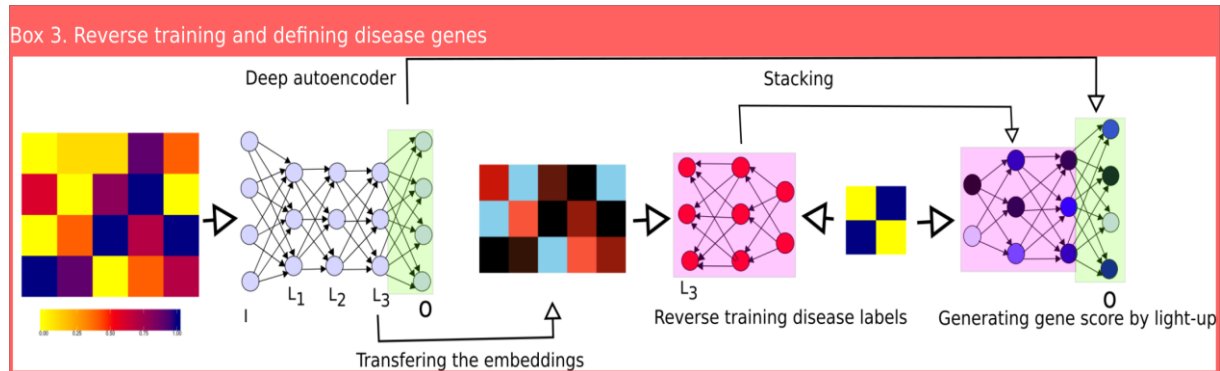 Box 3. Reverse training and defining disease genes
Deep autoencoder
Stacking
I
L1
L2
L3
O
0.00
0.25
0.50
0.75
1.00
Transfering the embeddings
L3
Reverse training disease labels
O
Generating gene score by light-up